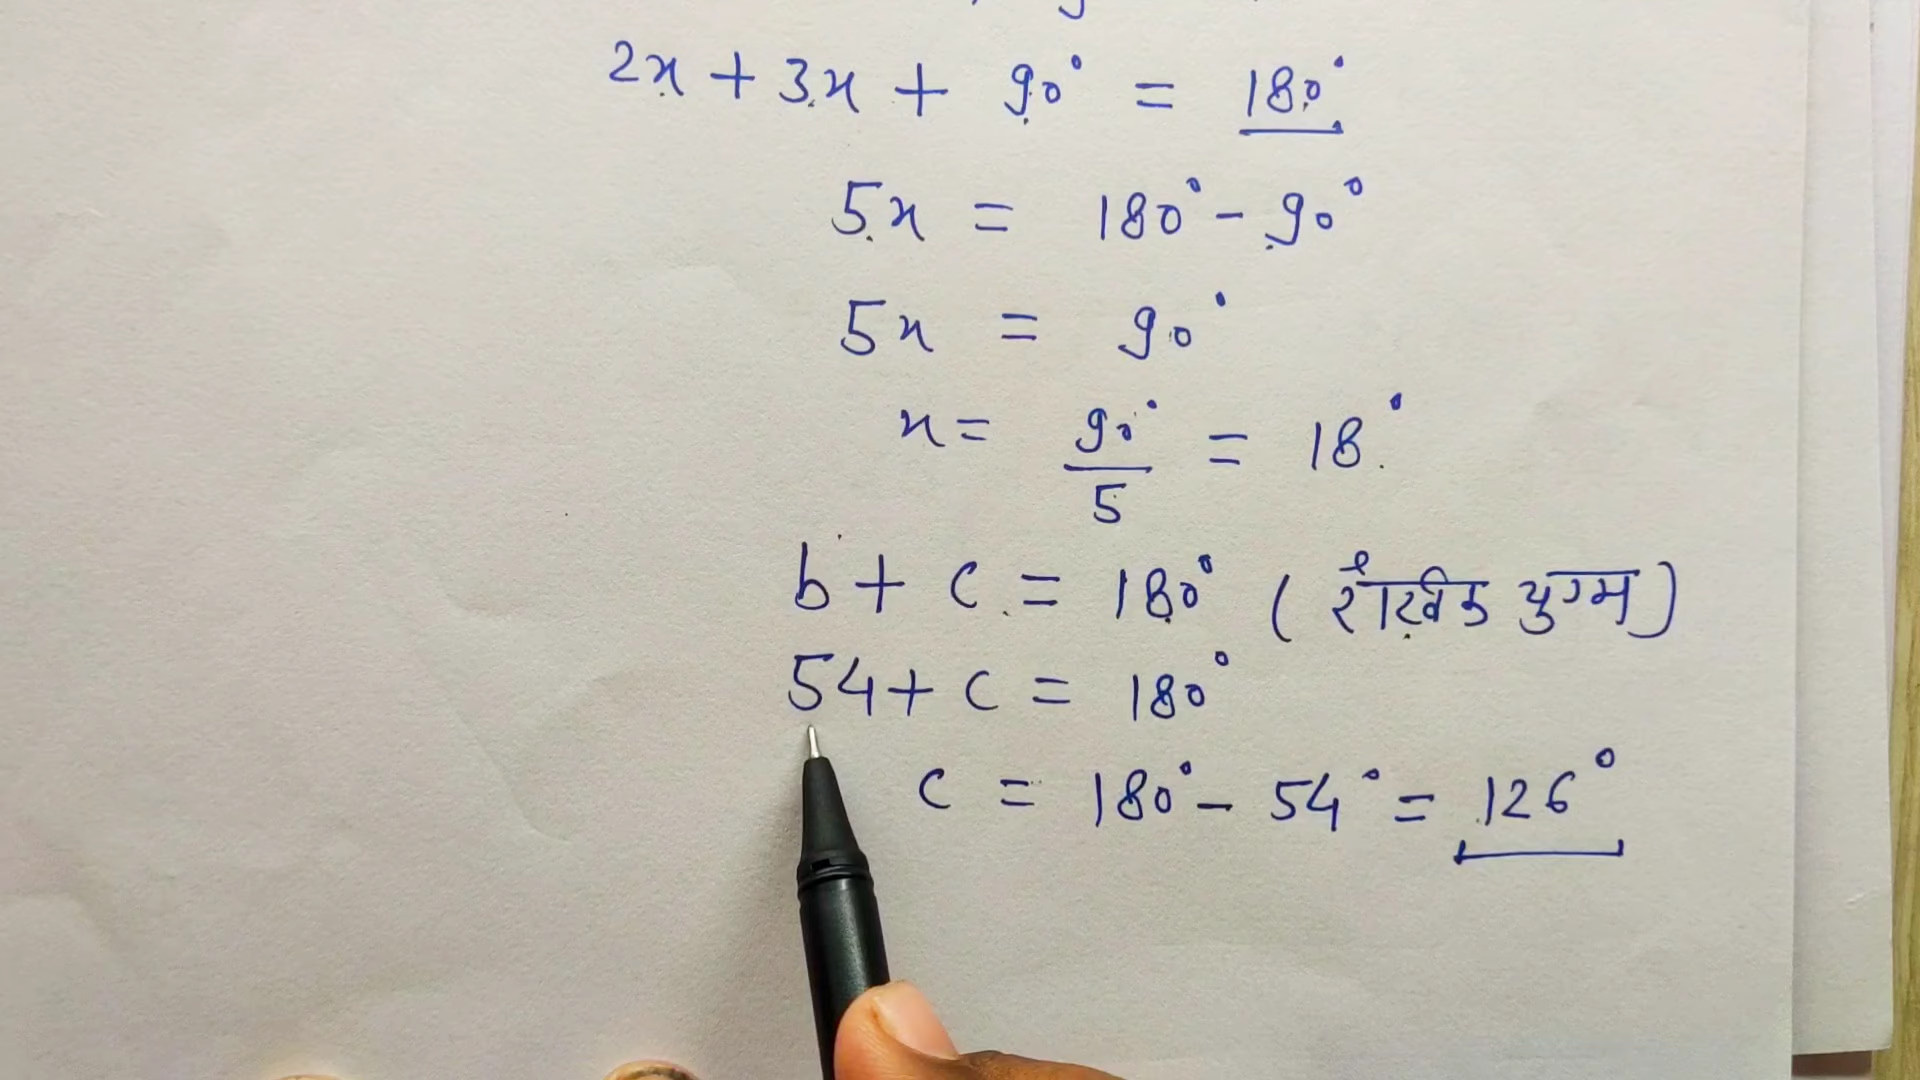 2x + 3x + 90° = 180°
5x = 180° - 90°
5x = 90°
x = 90°/5 = 18°
b + c = 180° (रैखिक युग्म)
54 + c = 180°
c = 180° - 54° = 126°